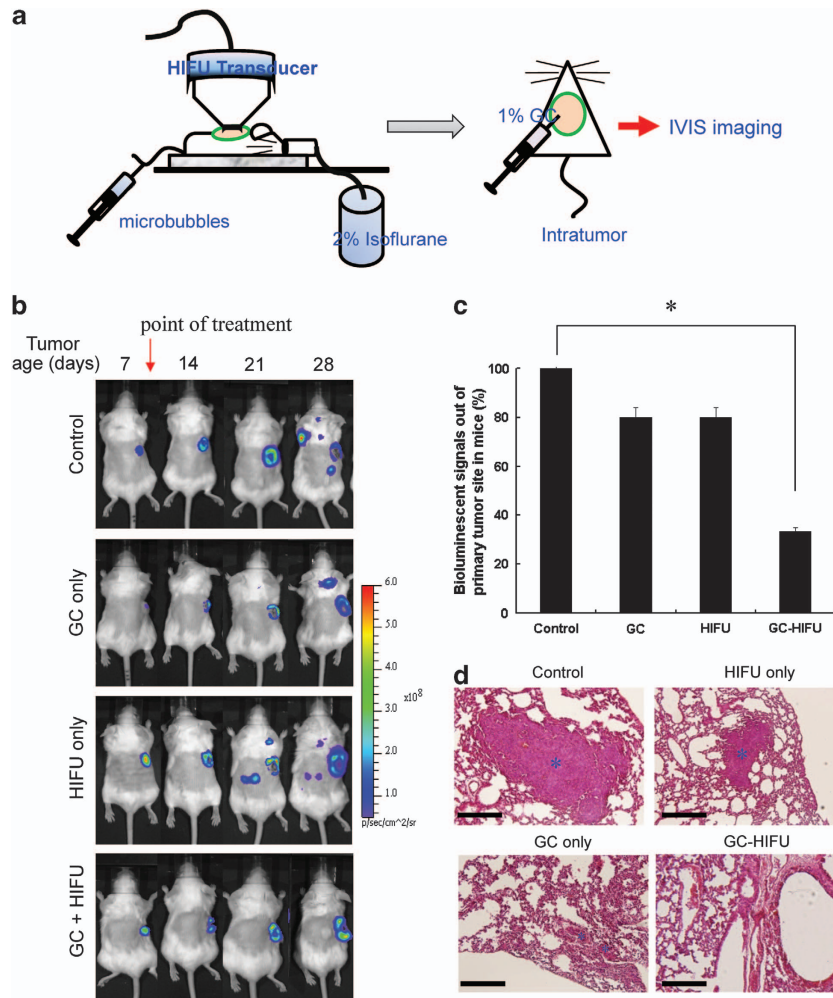 a
HIFU Transducer
1% GC
IVIS imaging
microbubbles
2% Isoflurane
Intratumor
b
point of treatment
Tumor
age (days) 7 14 21 28
Control
GC only
HIFU only
GC + HIFU
6.0
5.0
4.0
x10^8
3.0
2.0
1.0
p/sec/cm^2/sr
c
*
Bioluminescent signals out of
primary tumor site in mice (%)
100
80
60
40
20
0
Control GC HIFU GC-HIFU
d
Control HIFU only
* *
GC only GC-HIFU